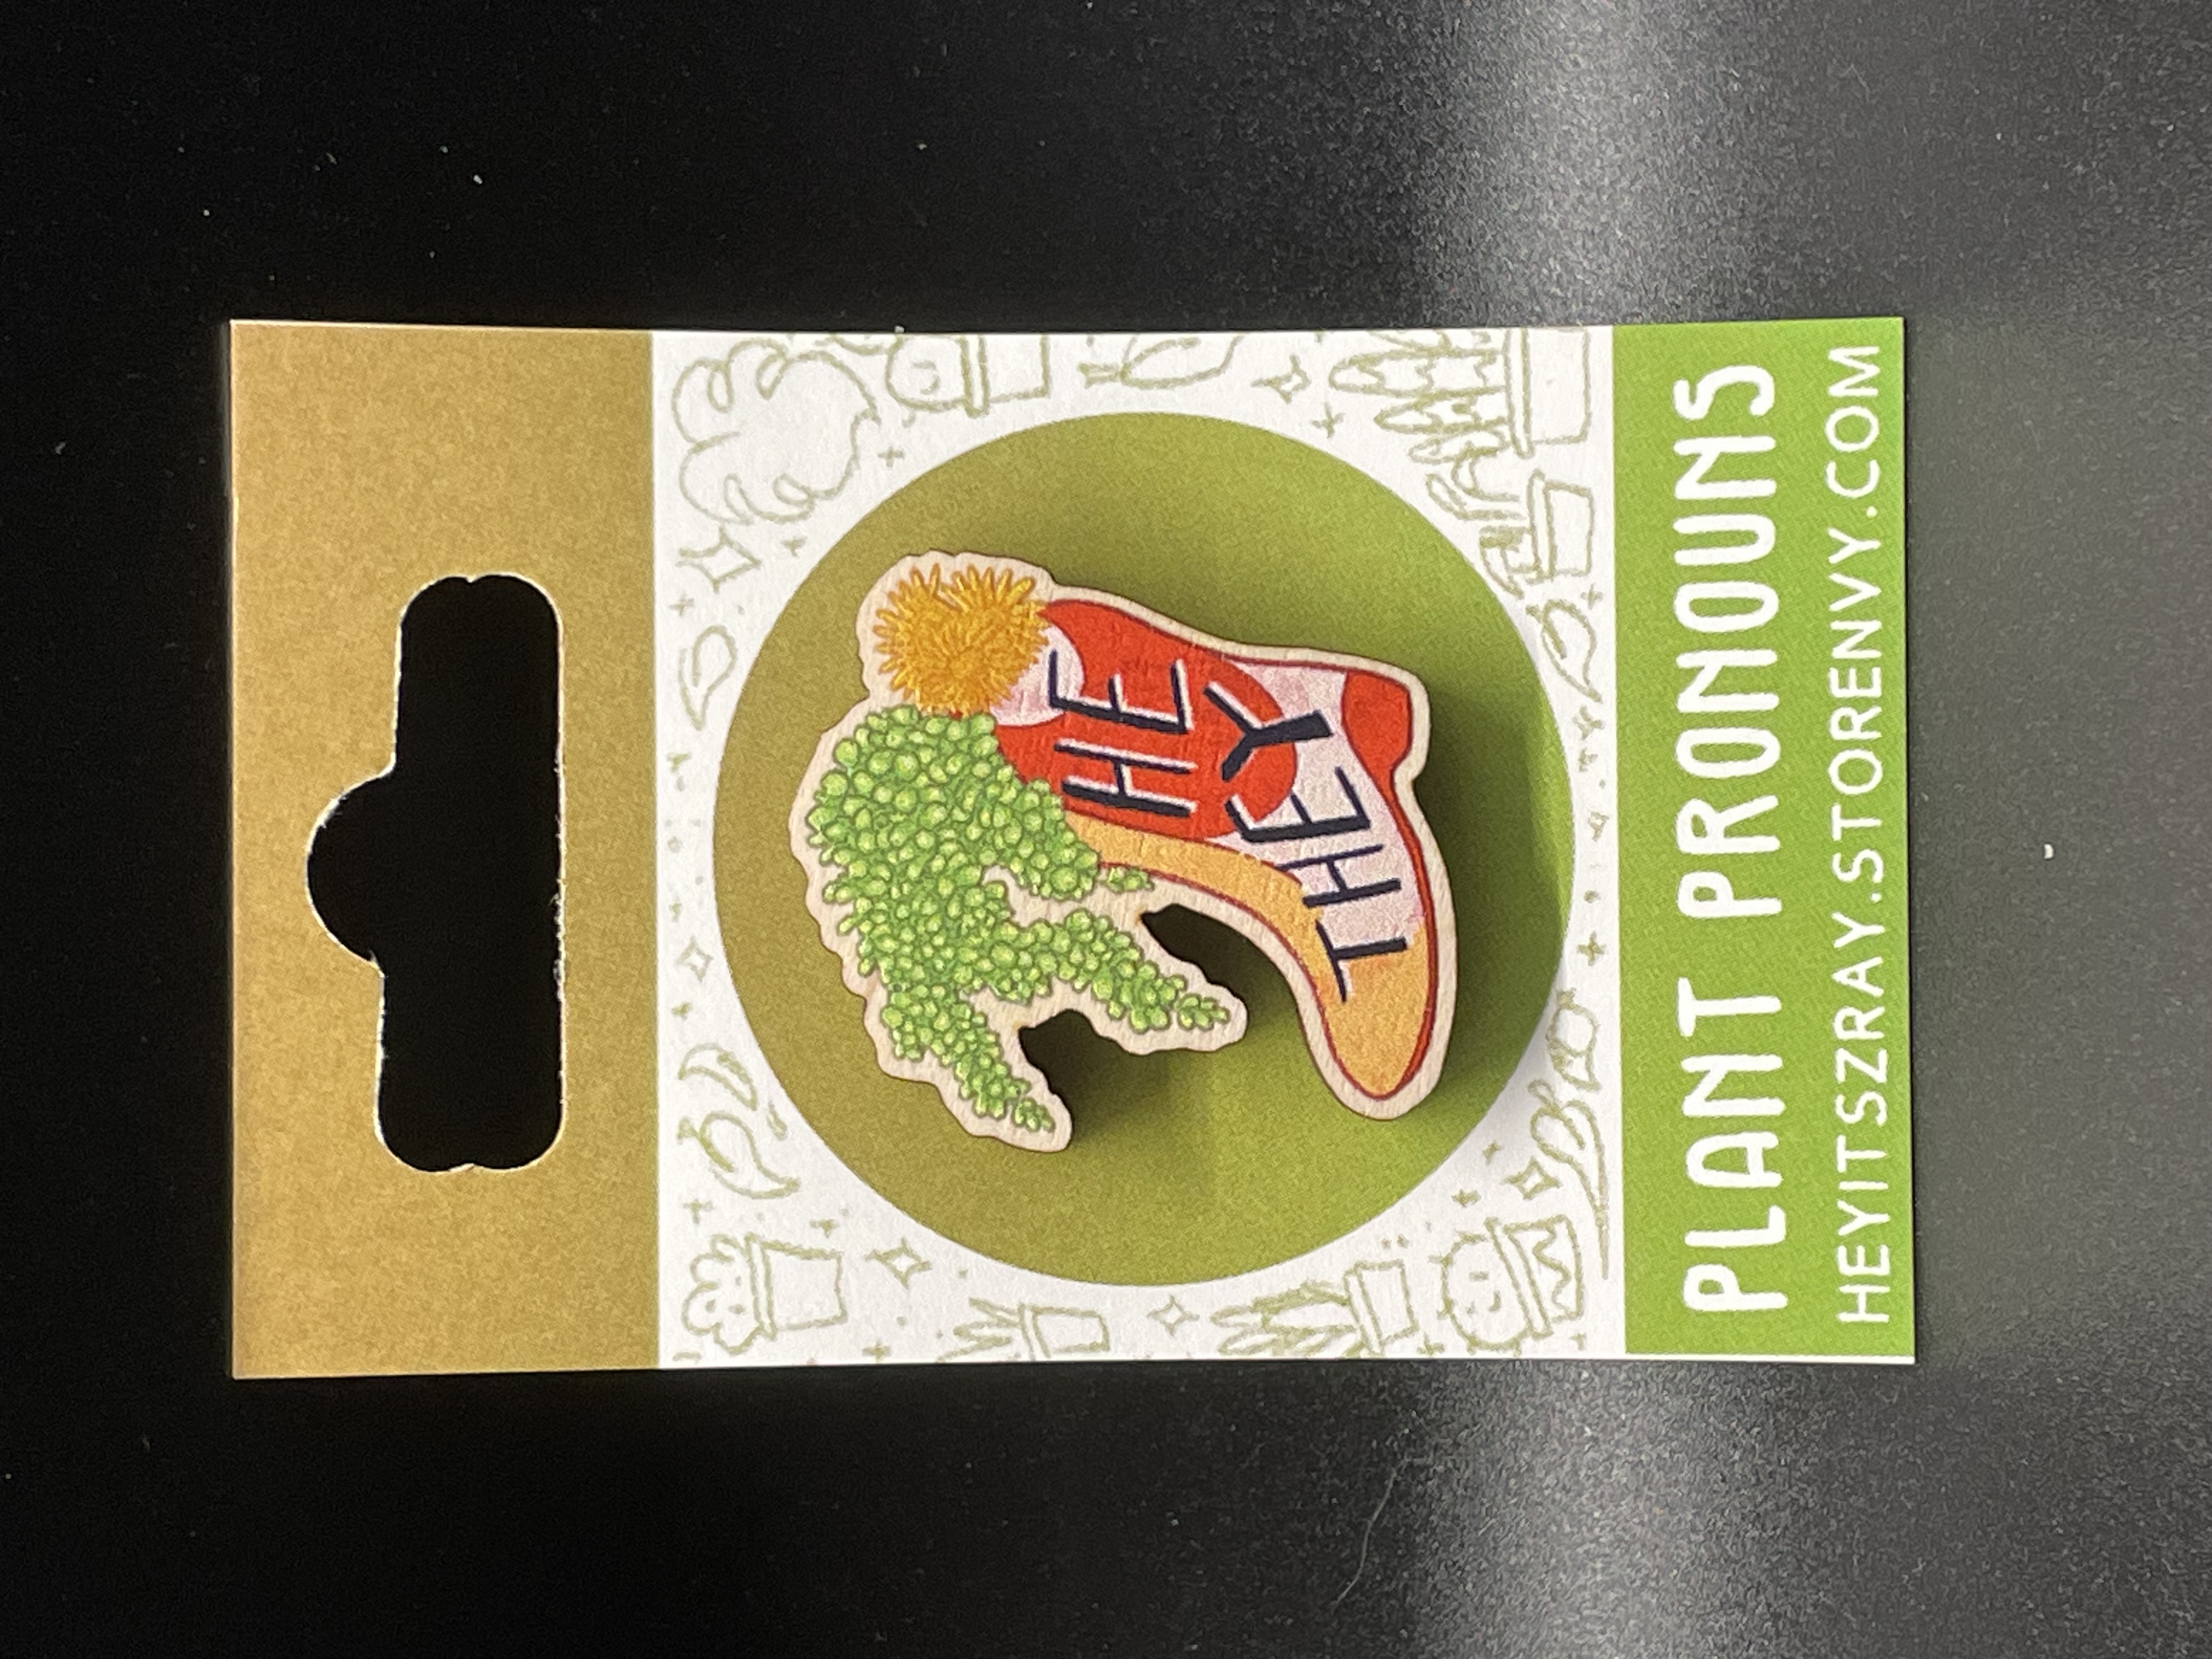 HE
THEY
PLANT PRONOUNS
HEYITSZRAY.STORENVY.COM